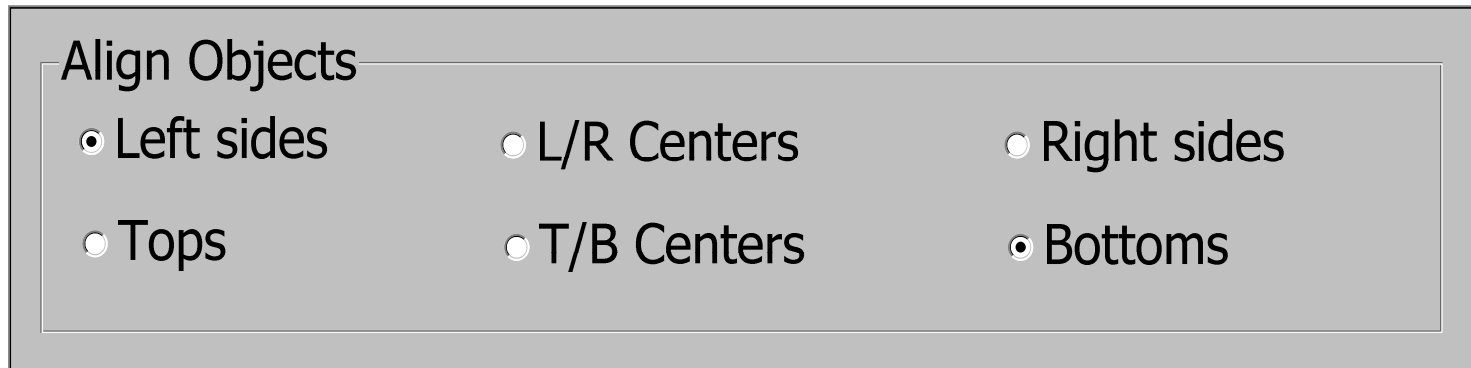 Align Objects
Left sides L/R Centers Right sides
Tops T/B Centers Bottoms